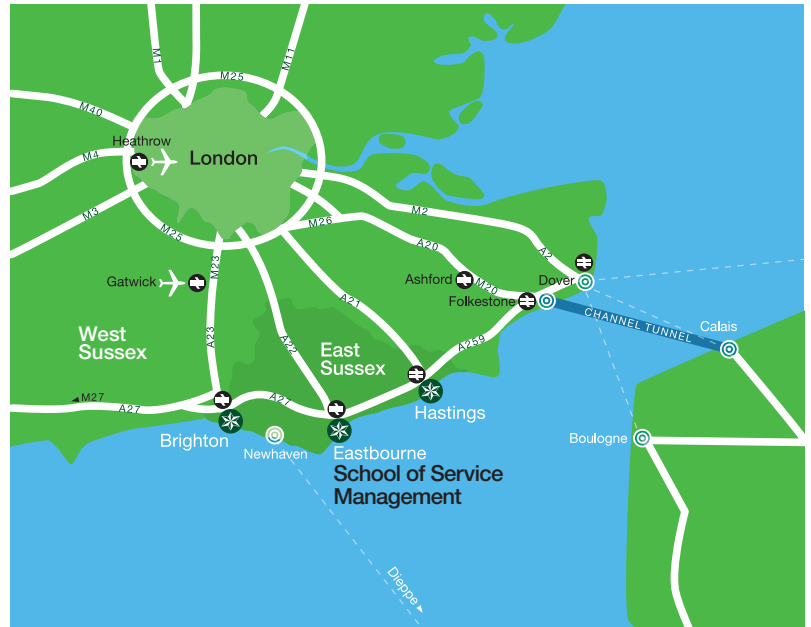 M1
M11
M25
M40
Heathrow
M4
London
M3
M25
M23
M26
M2
A20
A2
Gatwick
Ashford
M20
Dover
Folkestone
A21
CHANNEL TUNNEL
Calais
West
Sussex
A23
A22
East
Sussex
A259
M27
A27
A27
Hastings
Brighton
Newhaven
Eastbourne
School of Service
Management
Boulogne
Dieppe